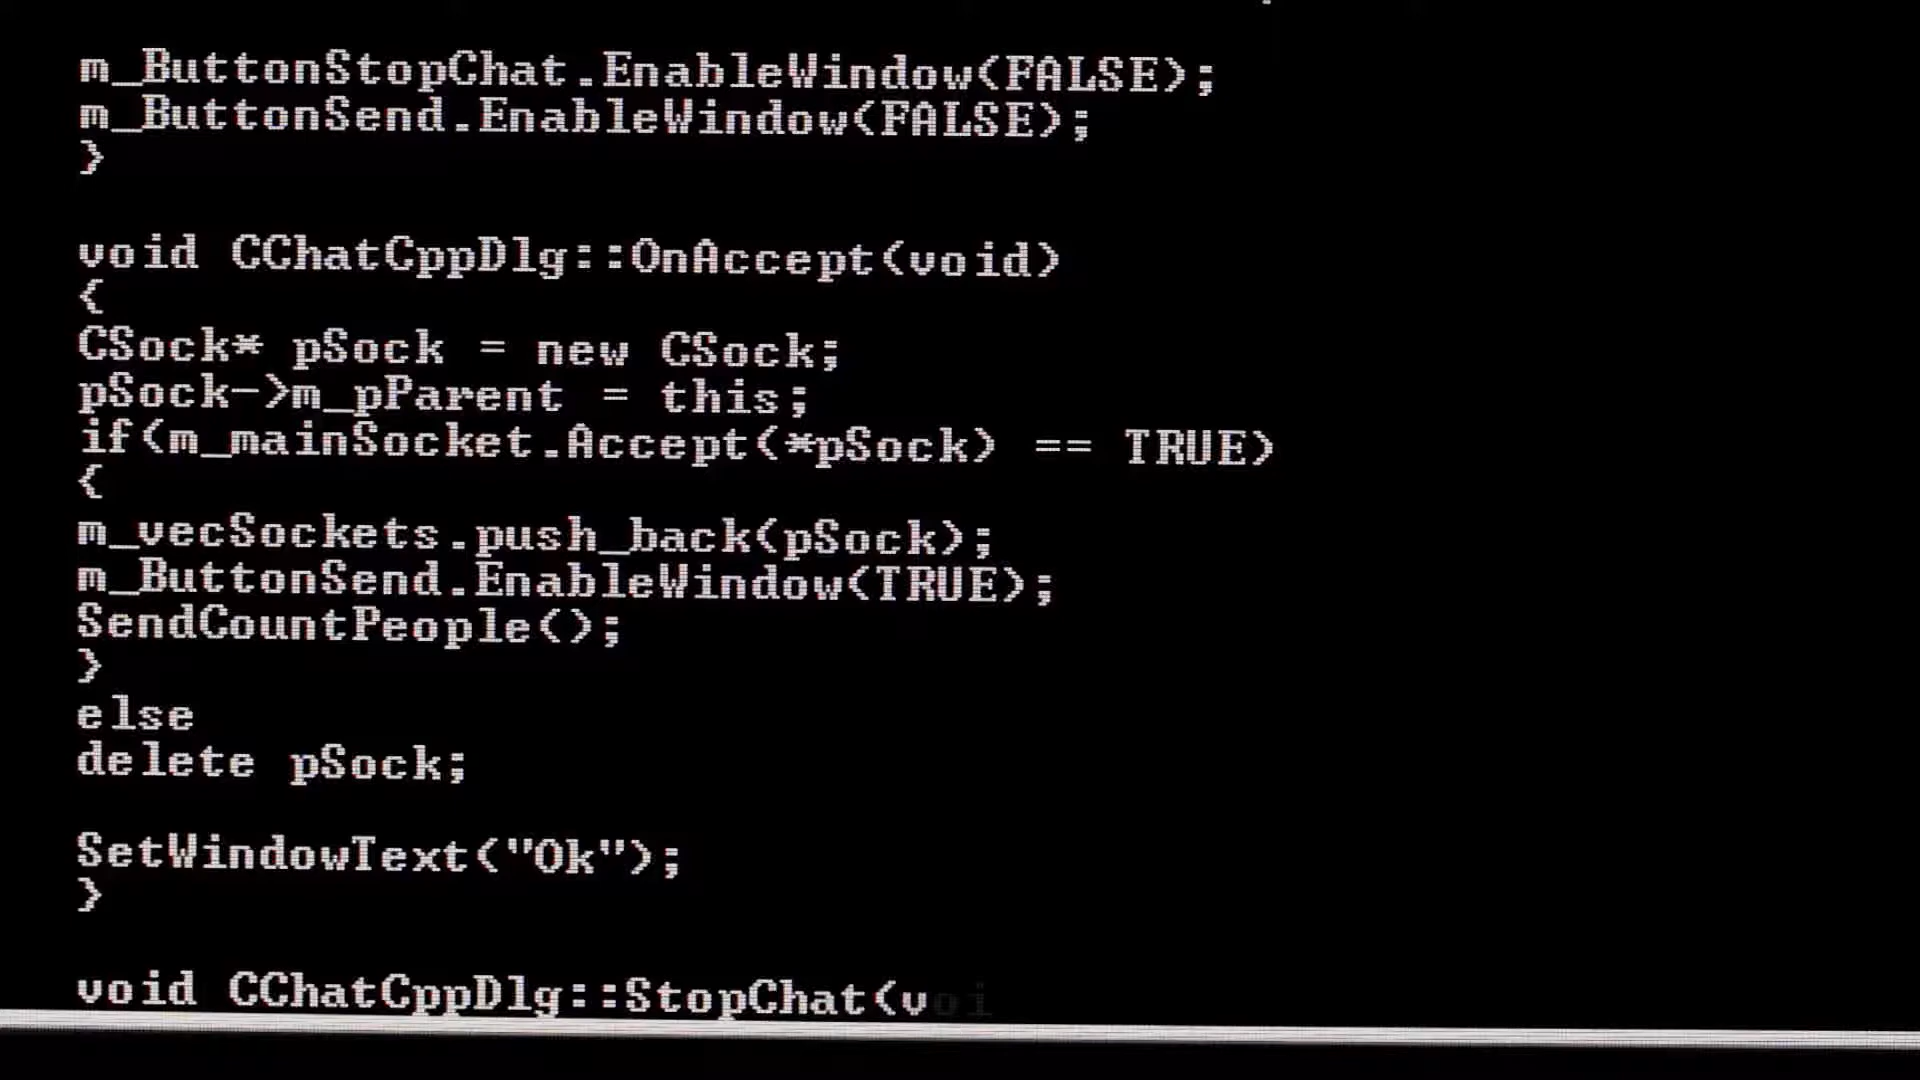 m_ButtonStopChat.EnableWindow(FALSE);
m_ButtonSend.EnableWindow(FALSE);
}
void CChatCppDlg::OnAccept(void)
{
CSock* pSock = new CSock;
pSock->m_pParent = this;
if(m_mainSocket.Accept(*pSock) == TRUE)
{
m_vecSockets.push_back(pSock);
m_ButtonSend.EnableWindow(TRUE);
SendCountPeople();
}
else
delete pSock;
SetWindowText("Ok");
}
void CChatCppDlg::StopChat(voi